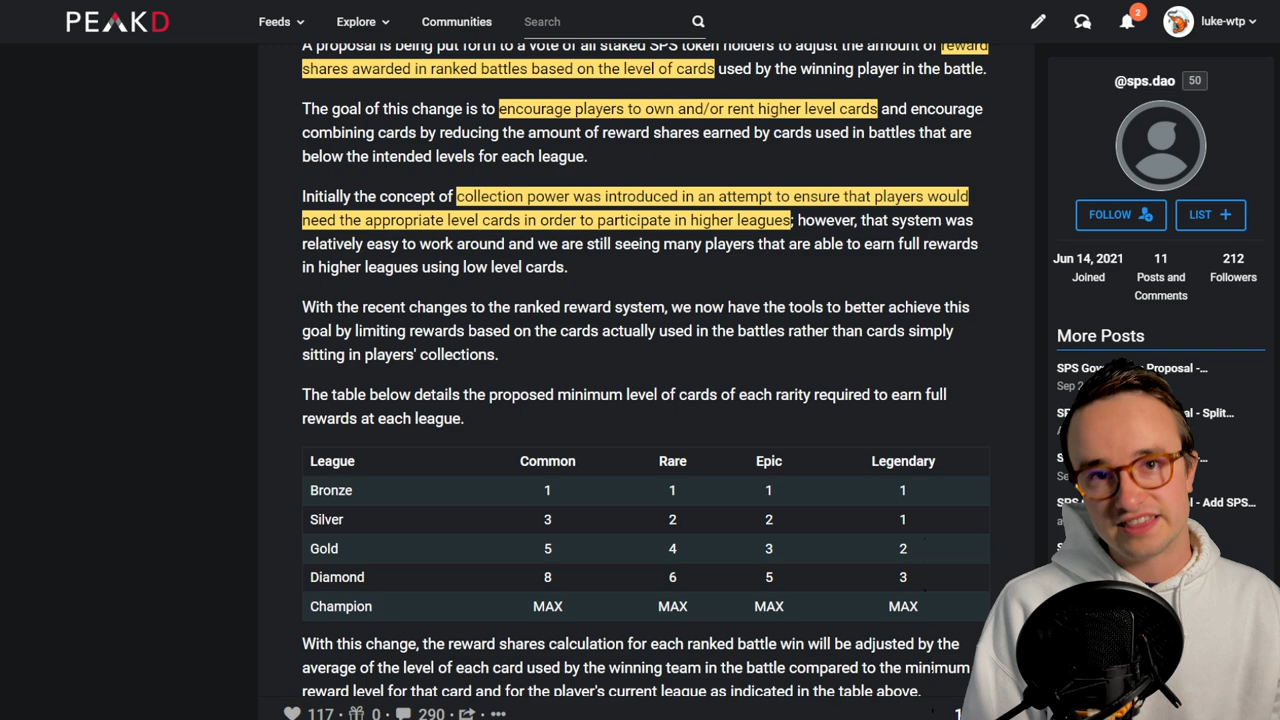 PEAKD
Feeds
Explore
Communities
Search
2
luke-wtp
A proposal is being put forth to a vote of all staked SPS token holders to adjust the amount of reward
shares awarded in ranked battles based on the level of cards used by the winning player in the battle.
The goal of this change is to encourage players to own and/or rent higher level cards and encourage
combining cards by reducing the amount of reward shares earned by cards used in battles that are
below the intended levels for each league.
Initially the concept of collection power was introduced in an attempt to ensure that players would
need the appropriate level cards in order to participate in higher leagues; however, that system was
relatively easy to work around and we are still seeing many players that are able to earn full rewards
in higher leagues using low level cards.
With the recent changes to the ranked reward system, we now have the tools to better achieve this
goal by limiting rewards based on the cards actually used in the battles rather than cards simply
sitting in players' collections.
The table below details the proposed minimum level of cards of each rarity required to earn full
rewards at each league.
League Common Rare Epic Legendary
Bronze 1 1 1 1
Silver 3 2 2 1
Gold 5 4 3 2
Diamond 8 6 5 3
Champion MAX MAX MAX MAX
With this change, the reward shares calculation for each ranked battle win will be adjusted by the
average of the level of each card used by the winning team in the battle compared to the minimum
reward level for that card and for the player's current league as indicated in the table above.
117 0 290
@sps.dao 50
FOLLOW
LIST +
Jun 14, 2021 11 212
Joined Posts and Followers
Comments
More Posts
SPS
Sep
al - Split...
- Add SPS...